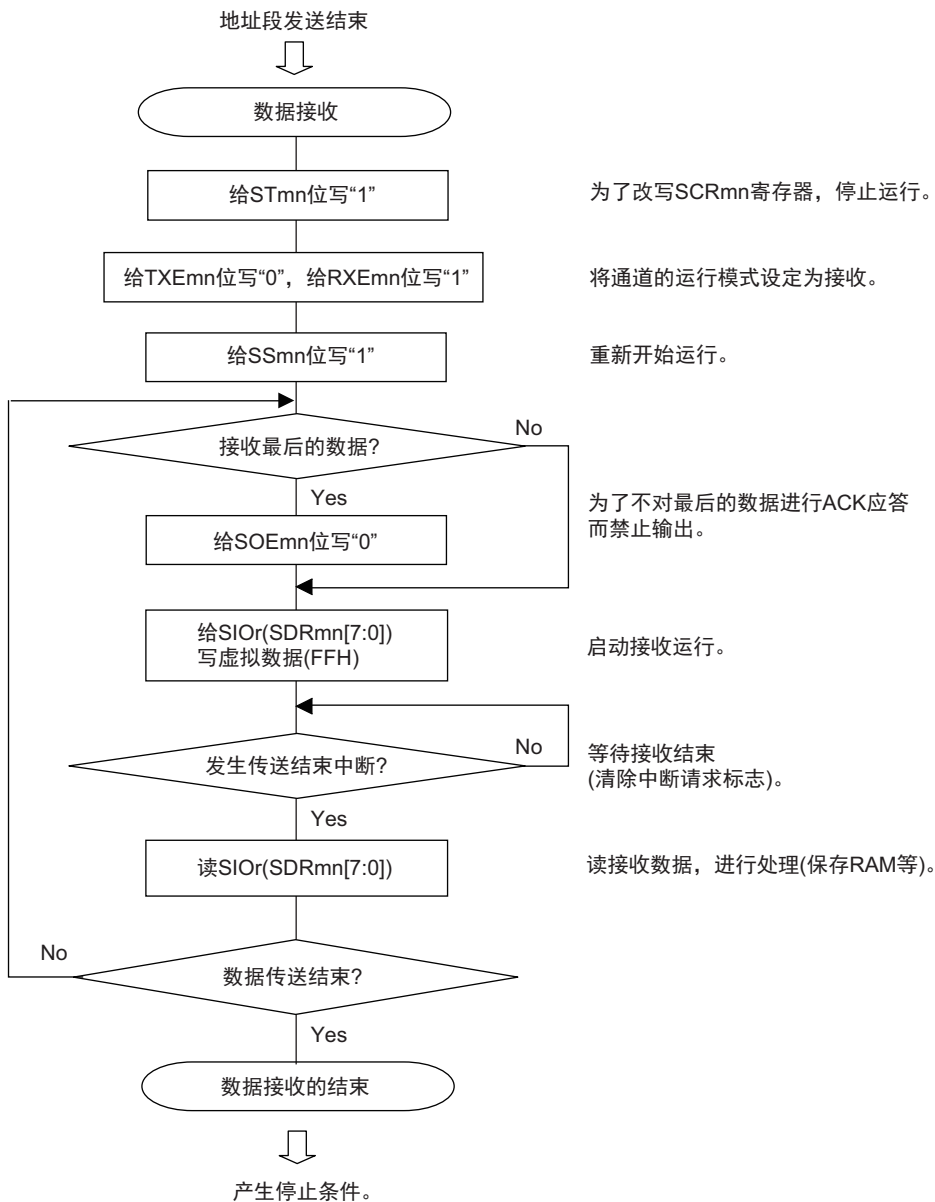 地址段发送结束
数据接收
给STmn位写“1”
为了改写SCRmn寄存器，停止运行。
给TXEmn位写“0”，给RXEmn位写“1”
将通道的运行模式设定为接收。
给SSmn位写“1”
重新开始运行。
接收最后的数据?
No
Yes
为了不对最后的数据进行ACK应答
而禁止输出。
给SOEmn位写“0”
给SIOr(SDRmn[7:0])
写虚拟数据(FFH)
启动接收运行。
发生传送结束中断?
No
等待接收结束
(清除中断请求标志)。
Yes
读SIOr(SDRmn[7:0])
读接收数据，进行处理(保存RAM等)。
No
数据传送结束?
Yes
数据接收的结束
产生停止条件。